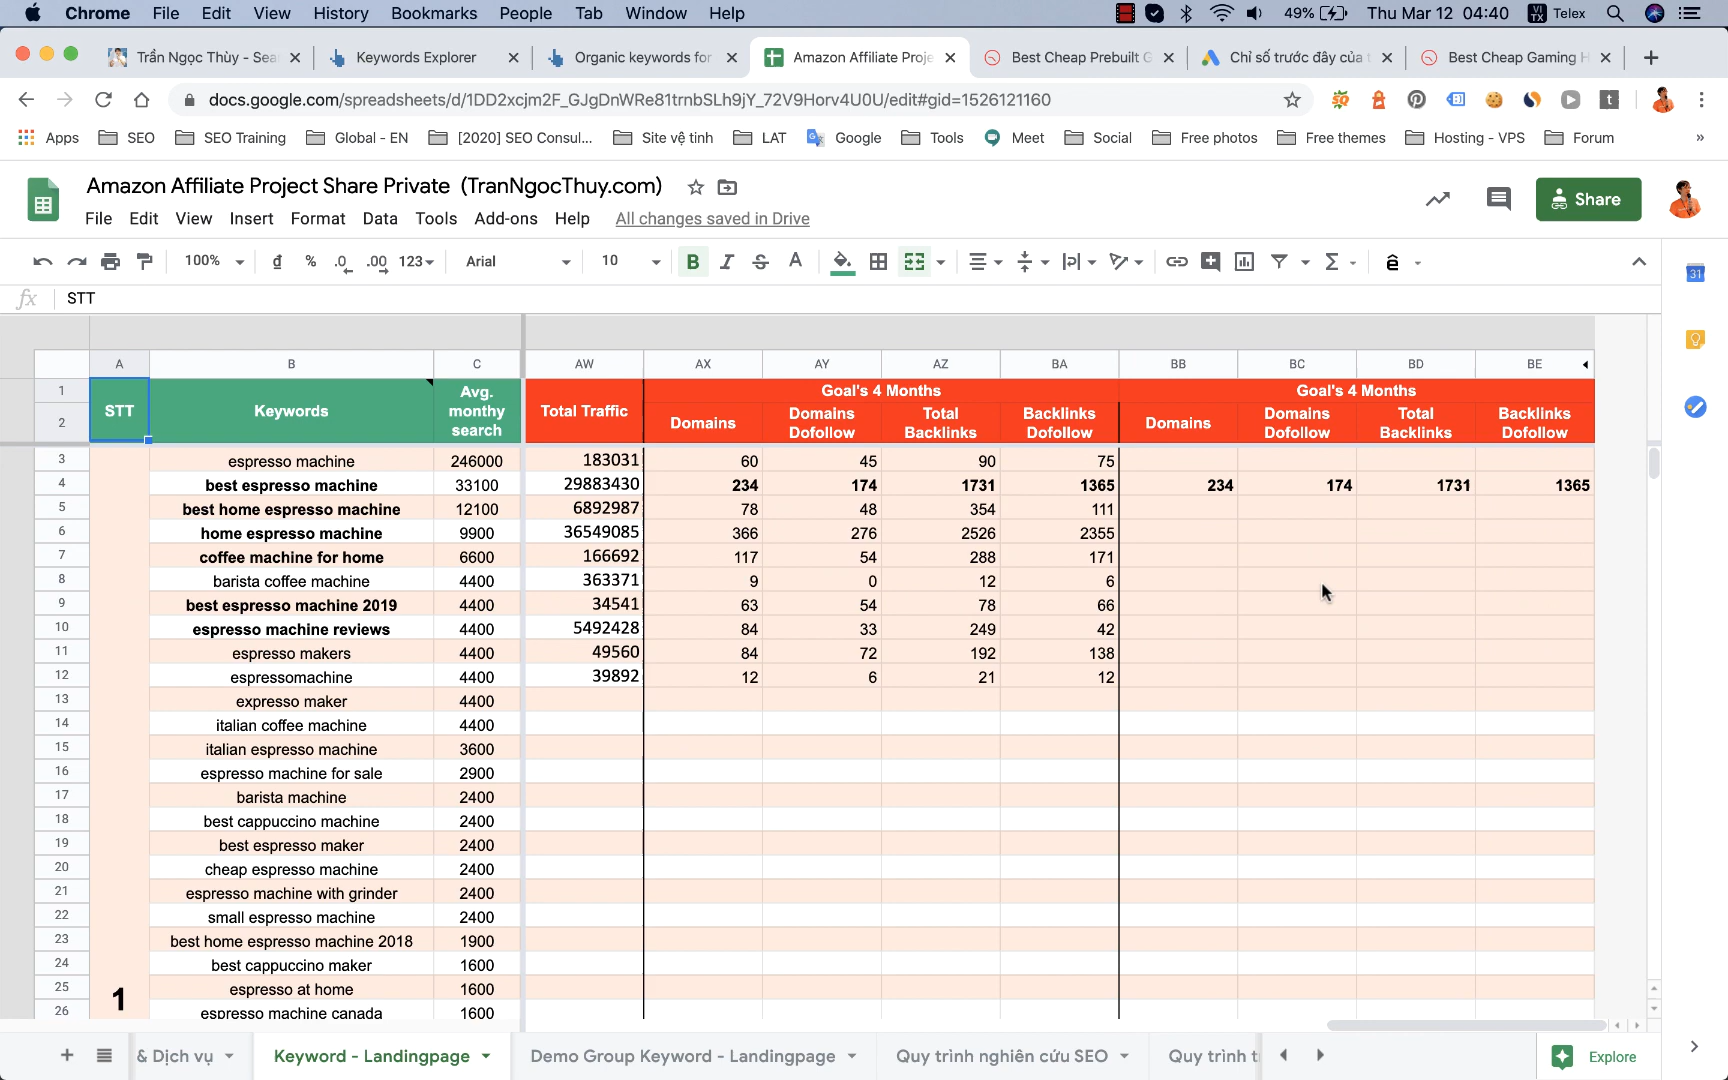 Chrome File Edit View History Bookmarks People Tab Window Help 49% Thu Mar 12 04:40 Telex
Trần Ngọc Thùy - Sea Keywords Explorer Organic keywords for Amazon Affiliate Proje Best Cheap Prebuilt G Chỉ số trước đây của t Best Cheap Gaming H
docs.google.com/spreadsheets/d/1DD2xcjm2F_GJgDnWRe81trnbSLh9jY_72V9Horv4U0U/edit#gid=1526121160
Apps SEO SEO Training Global - EN [2020] SEO Consul... Site vệ tinh LAT Google Tools Meet Social Free photos Free themes Hosting - VPS Forum »
Amazon Affiliate Project Share Private (TranNgocThuy.com)
Share
File Edit View Insert Format Data Tools Add-ons Help All changes saved in Drive
100% đ % .0 .00 123 Arial 10 B I S A Σ ê
fx STT
A B C AW AX AY AZ BA BB BC BD BE
1 2 STT Keywords Avg. monthy search Total Traffic Goal's 4 Months Goal's 4 Months
Domains Domains Dofollow Total Backlinks Backlinks Dofollow Domains Domains Dofollow Total Backlinks Backlinks Dofollow
3 espresso machine 246000 183031 60 45 90 75
4 best espresso machine 33100 29883430 234 174 1731 1365 234 174 1731 1365
5 best home espresso machine 12100 6892987 78 48 354 111
6 home espresso machine 9900 36549085 366 276 2526 2355
7 coffee machine for home 6600 166692 117 54 288 171
8 barista coffee machine 4400 363371 9 0 12 6
9 best espresso machine 2019 4400 34541 63 54 78 66
10 espresso machine reviews 4400 5492428 84 33 249 42
11 espresso makers 4400 49560 84 72 192 138
12 espressomachine 4400 39892 12 6 21 12
13 expresso maker 4400
14 italian coffee machine 4400
15 italian espresso machine 3600
16 espresso machine for sale 2900
17 barista machine 2400
18 best cappuccino machine 2400
19 best espresso maker 2400
20 cheap espresso machine 2400
21 espresso machine with grinder 2400
22 small espresso machine 2400
23 best home espresso machine 2018 1900
24 best cappuccino maker 1600
25 1 espresso at home 1600
26 espresso machine canada 1600
& Dịch vụ Keyword - Landingpage Demo Group Keyword - Landingpage Quy trình nghiên cứu SEO Quy trình t Explore